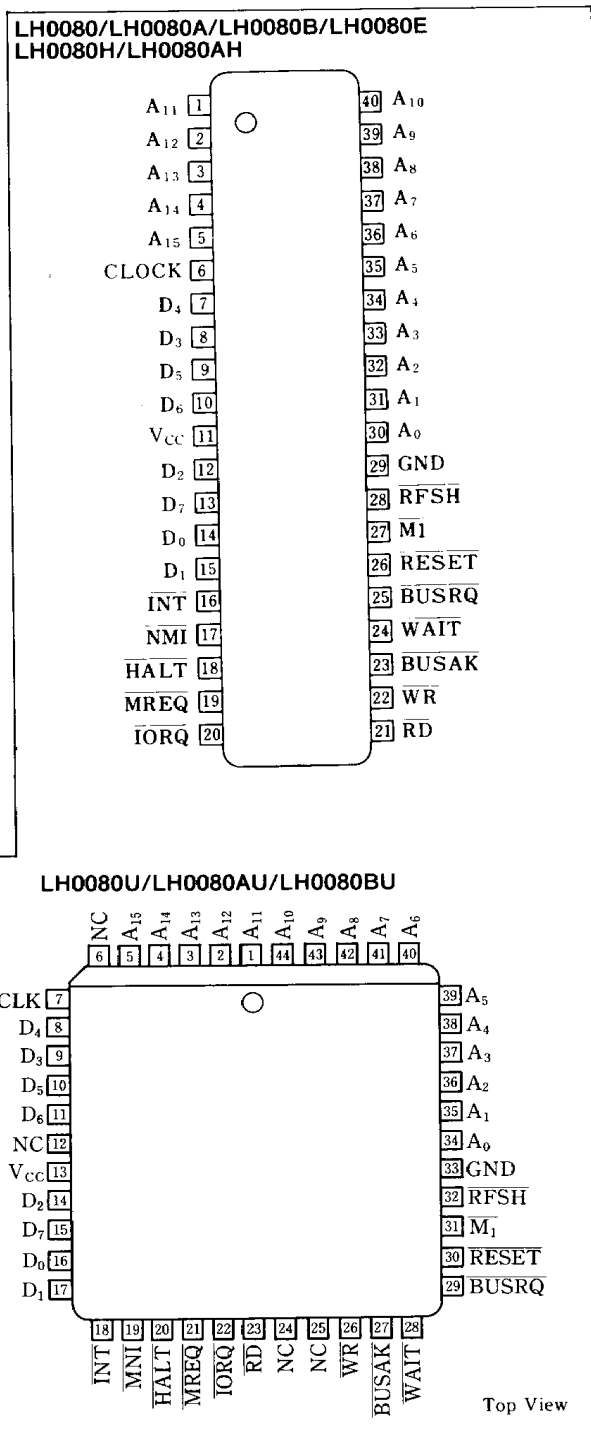 LH0080/LH0080A/LH0080B/LH0080E
LH0080H/LH0080AH
A11 1 40 A10
A12 2 39 A9
A13 3 38 A8
A14 4 37 A7
A15 5 36 A6
CLOCK 6 35 A5
D4 7 34 A4
D3 8 33 A3
D5 9 32 A2
D6 10 31 A1
VCC 11 30 A0
D2 12 29 GND
D7 13 28 RFSH
D0 14 27 M1
D1 15 26 RESET
INT 16 25 BUSRQ
NMI 17 24 WAIT
HALT 18 23 BUSAK
MREQ 19 22 WR
IORQ 20 21 RD
LH0080U/LH0080AU/LH0080BU
NC A15 A14 A13 A12 A11 A10 A9 A8 A7 A6
6 5 4 3 2 1 44 43 42 41 40
CLK 7 39 A5
D4 8 38 A4
D3 9 37 A3
D5 10 36 A2
D6 11 35 A1
NC 12 34 A0
VCC 13 33 GND
D2 14 32 RFSH
D7 15 31 M1
D0 16 30 RESET
D1 17 29 BUSRQ
18 19 20 21 22 23 24 25 26 27 28
INT MNI HALT MREQ IORQ RD NC NC WR BUSAK WAIT
Top View